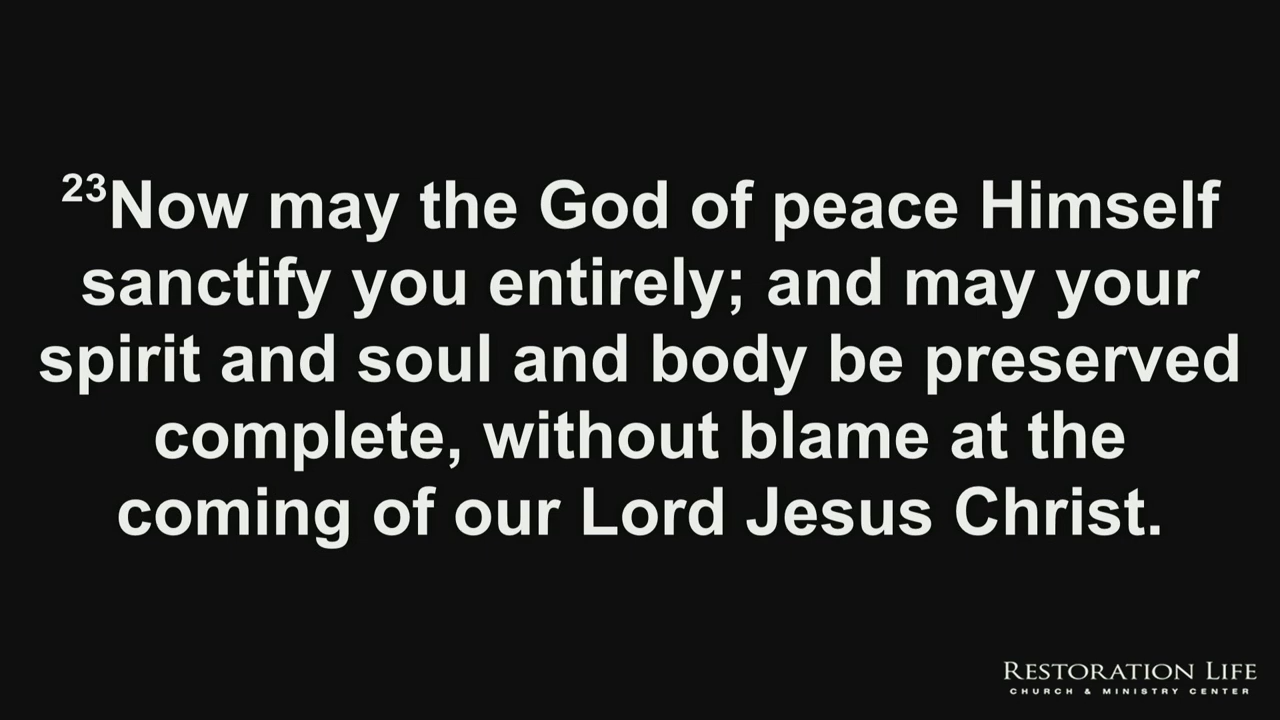 ²³Now may the God of peace Himself
sanctify you entirely; and may your
spirit and soul and body be preserved
complete, without blame at the
coming of our Lord Jesus Christ.
RESTORATION LIFE
CHURCH & MINISTRY CENTER